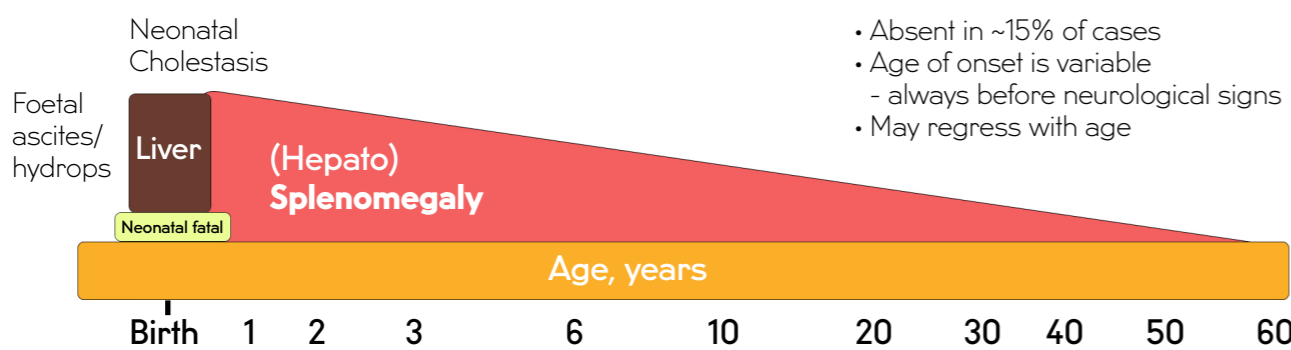 Neonatal
Cholestasis
Foetal
ascites/
hydrops
Liver
Neonatal fatal
(Hepato)
Splenomegaly
• Absent in ~15% of cases
• Age of onset is variable
- always before neurological signs
• May regress with age
Age, years
Birth 1 2 3 6 10 20 30 40 50 60